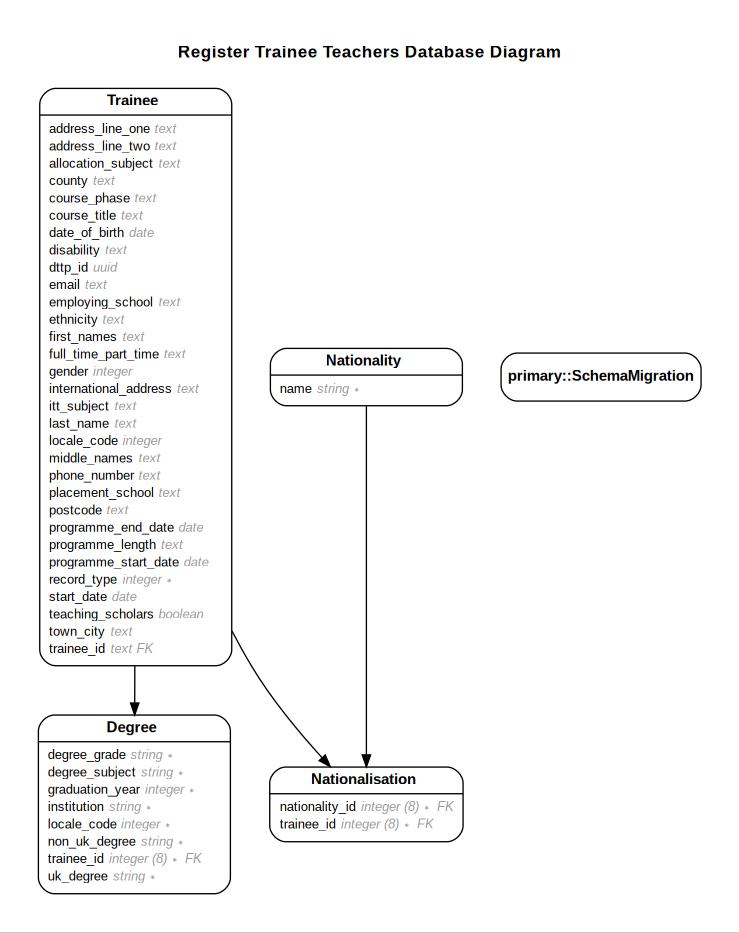 Register Trainee Teachers Database Diagram
Trainee
address_line_one text
address_line_two text
allocation_subject text
county text
course_phase text
course_title text
date_of_birth date
disability text
dttp_id uuid
email text
employing_school text
ethnicity text
first_names text
full_time_part_time text
gender integer
international_address text
itt_subject text
last_name text
locale_code integer
middle_names text
phone_number text
placement_school text
postcode text
programme_end_date date
programme_length text
programme_start_date date
record_type integer *
start_date date
teaching_scholars boolean
town_city text
trainee_id text FK
Nationality
name string *
primary::SchemaMigration
Degree
degree_grade string *
degree_subject string *
graduation_year integer *
institution string *
locale_code integer *
non_uk_degree string *
trainee_id integer (8) * FK
uk_degree string *
Nationalisation
nationality_id integer (8) * FK
trainee_id integer (8) * FK